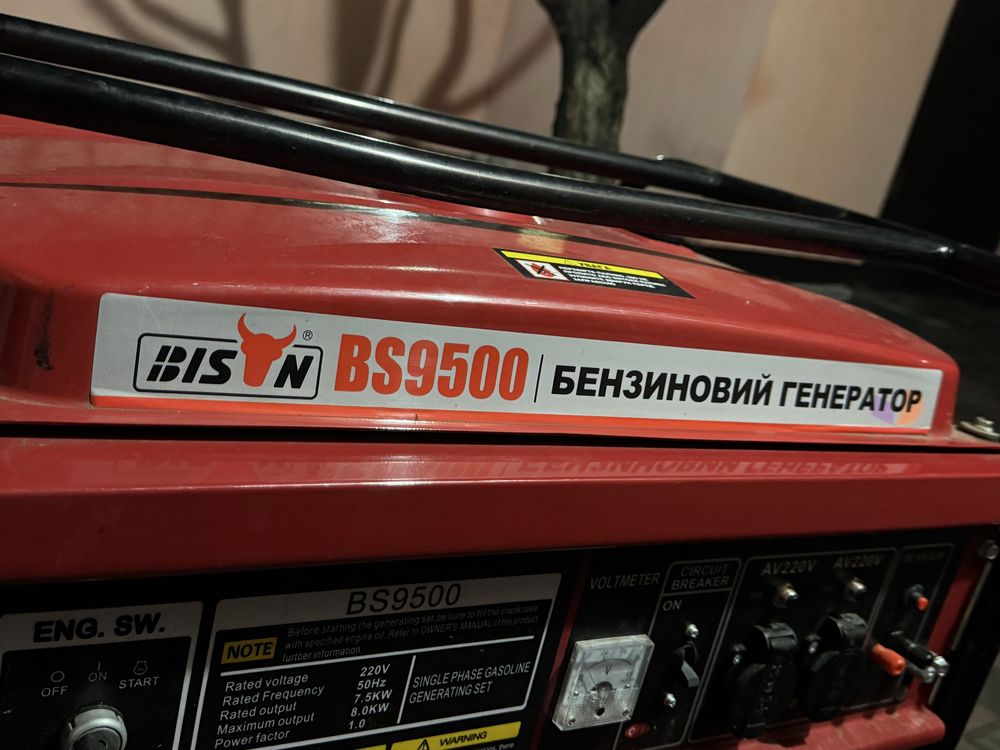 УВАГА
BISON ® BS9500 | БЕНЗИНОВИЙ ГЕНЕРАТОР
BS9500
ENG. SW.
OFF ON START
NOTE Before starting the generating set, be sure to fill the crankcase
with specified engine oil. Refer to OWNER'S MANUAL of the product
further information
Rated voltage 220V
Rated Frequency 50Hz
Rated output 7.5KW
Maximum output 8.0KW
Power factor 1.0
SINGLE PHASE GASOLINE
GENERATING SET
WARNING
VOLTMETER
V
CIRCUIT
BREAKER
ON
AV220V
AV220V